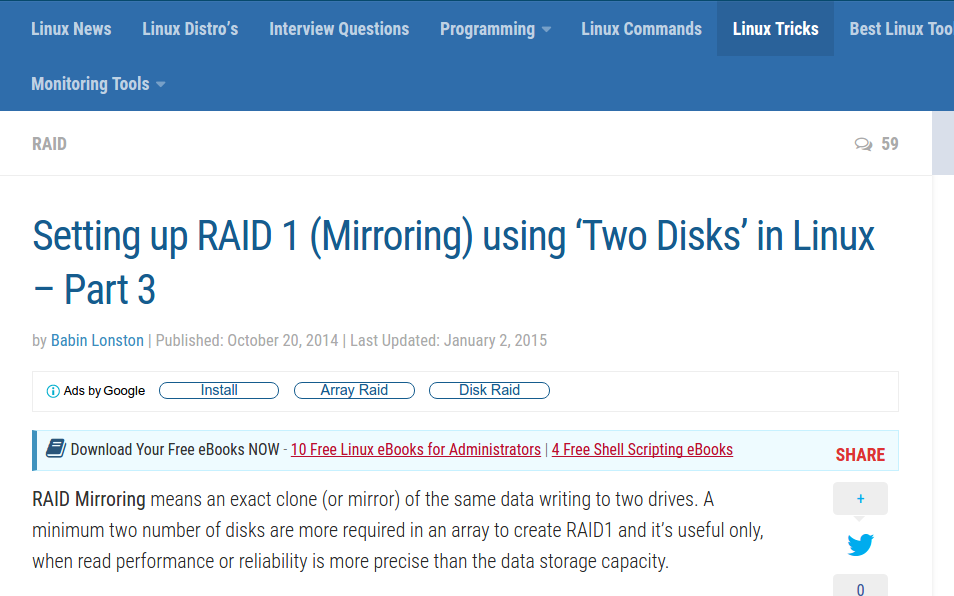 Linux News Linux Distro's Interview Questions Programming Linux Commands Linux Tricks Best Linux Tool
Monitoring Tools
RAID 59
Setting up RAID 1 (Mirroring) using ‘Two Disks’ in Linux
– Part 3
by Babin Lonston | Published: October 20, 2014 | Last Updated: January 2, 2015
Ads by Google Install Array Raid Disk Raid
Download Your Free eBooks NOW - 10 Free Linux eBooks for Administrators | 4 Free Shell Scripting eBooks
SHARE
RAID Mirroring means an exact clone (or mirror) of the same data writing to two drives. A
minimum two number of disks are more required in an array to create RAID1 and it’s useful only,
when read performance or reliability is more precise than the data storage capacity.
+
0